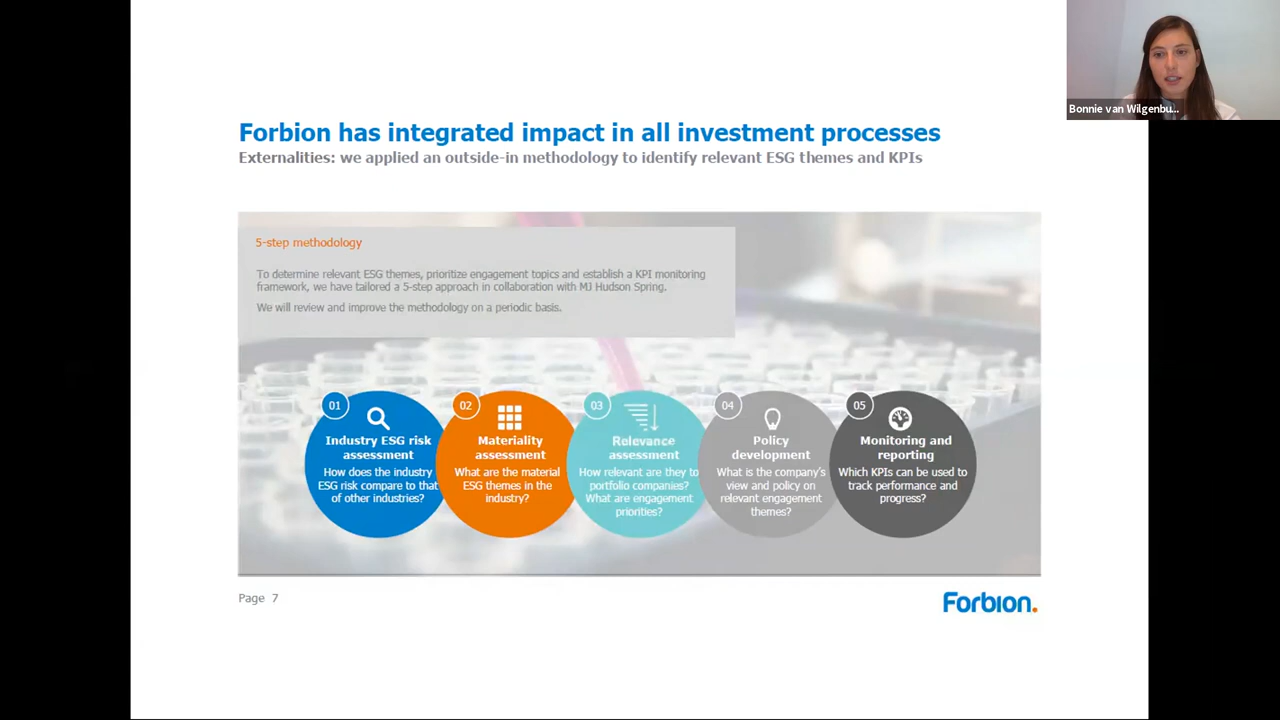 Bonnie van Wilgenbu...
Forbion has integrated impact in all investment processes
Externalities: we applied an outside-in methodology to identify relevant ESG themes and KPIs
5-step methodology
To determine relevant ESG themes, prioritize engagement topics and establish a KPI monitoring
framework, we have tailored a 5-step approach in collaboration with MJ Hudson Spring.
We will review and improve the methodology on a periodic basis.
01
Industry ESG risk
assessment
How does the industry
ESG risk compare to that
of other industries?
02
Materiality
assessment
What are the material
ESG themes in the
industry?
03
Relevance
assessment
How relevant are they to
portfolio companies?
What are engagement
priorities?
04
Policy
development
What is the company's
view and policy on
relevant engagement
themes?
05
Monitoring and
reporting
Which KPIs can be used to
track performance and
progress?
Page 7
Forbion.